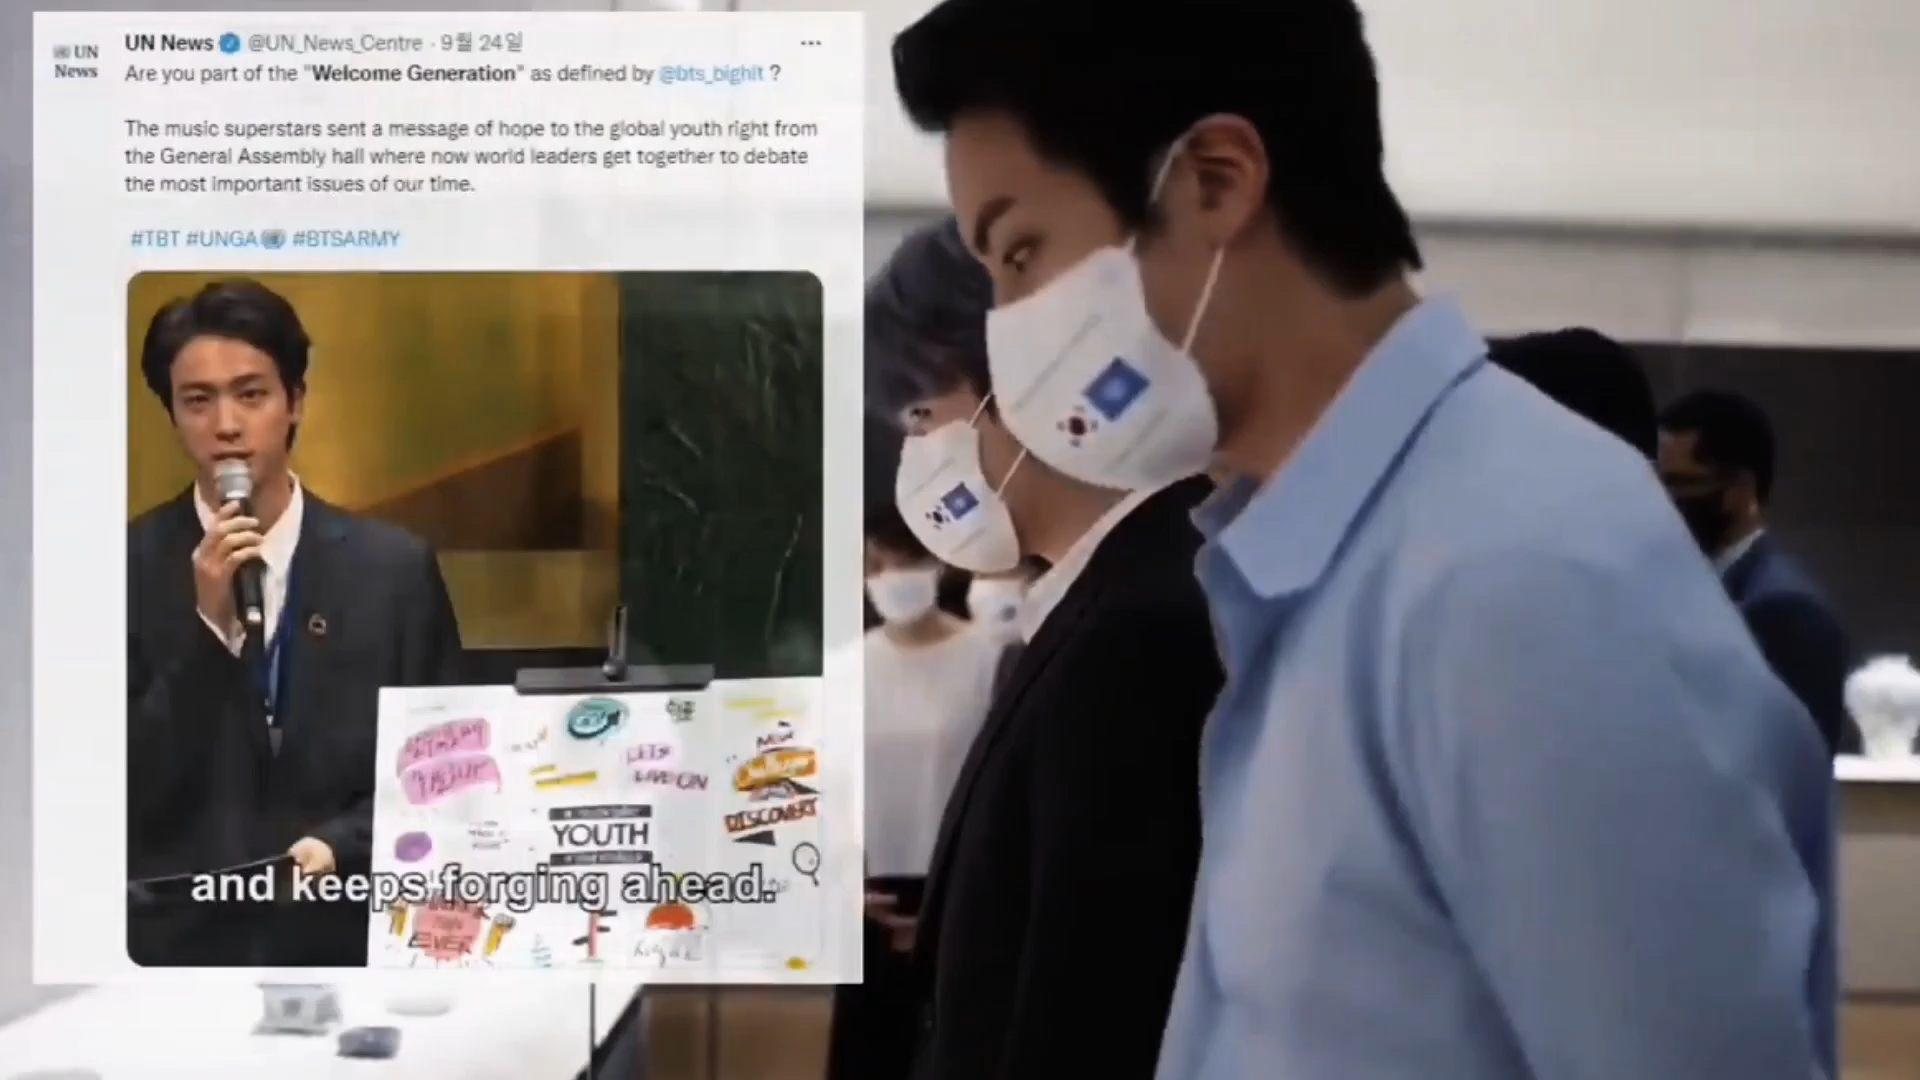 UN News @UN_News_Centre · 9월 24일
UN
News
Are you part of the "Welcome Generation" as defined by @bts_bighit ?
The music superstars sent a message of hope to the global youth right from
the General Assembly hall where now world leaders get together to debate
the most important issues of our time.
#TBT #UNGA #BTSARMY
LET'S
LIVE ON
NEW
DISCOVERY
YOUTH
EVER
and keeps forging ahead.